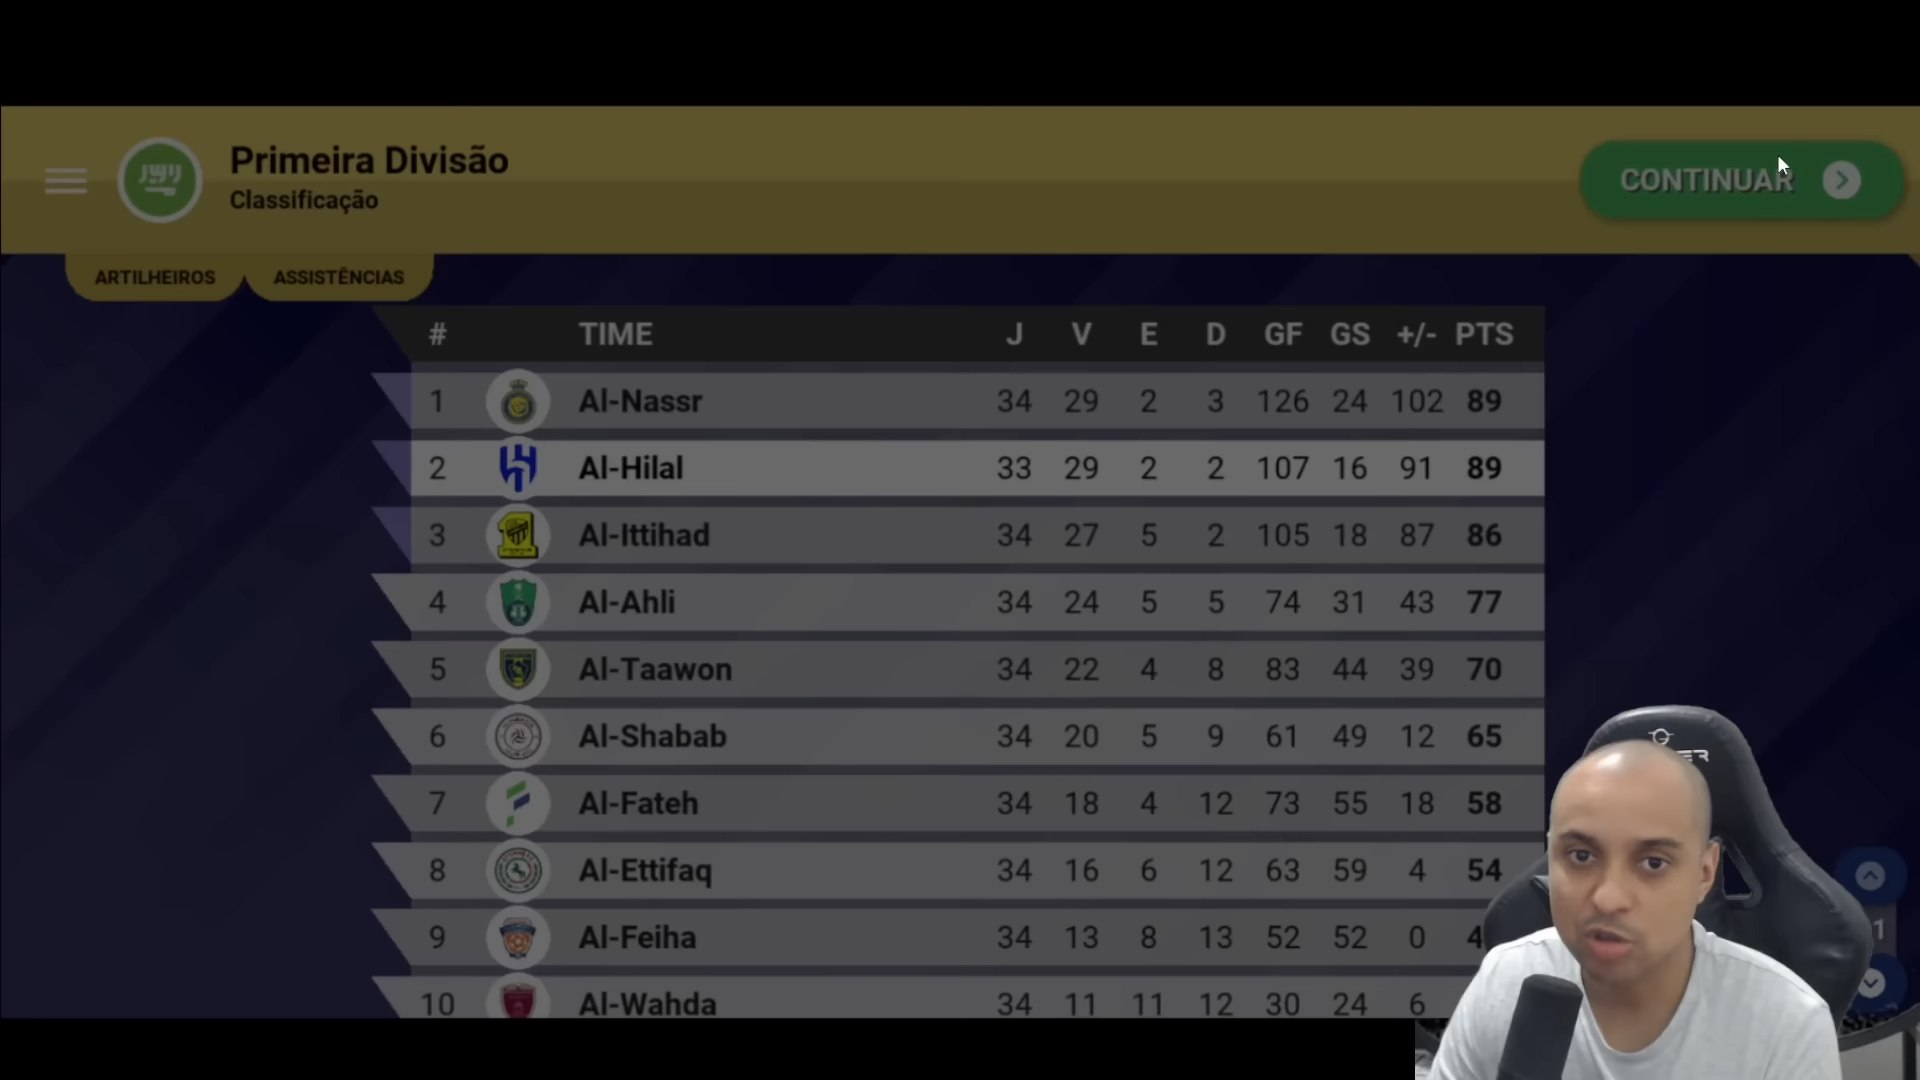 Primeira Divisão
Classificação
CONTINUAR
ARTILHEIROS ASSISTÊNCIAS
# TIME J V E D GF GS +/- PTS
1 Al-Nassr 34 29 2 3 126 24 102 89
2 Al-Hilal 33 29 2 2 107 16 91 89
3 Al-Ittihad 34 27 5 2 105 18 87 86
4 Al-Ahli 34 24 5 5 74 31 43 77
5 Al-Taawon 34 22 4 8 83 44 39 70
6 Al-Shabab 34 20 5 9 61 49 12 65
7 Al-Fateh 34 18 4 12 73 55 18 58
8 Al-Ettifaq 34 16 6 12 63 59 4 54
9 Al-Feiha 34 13 8 13 52 52 0 4
10 Al-Wahda 34 11 11 12 30 24 6
1